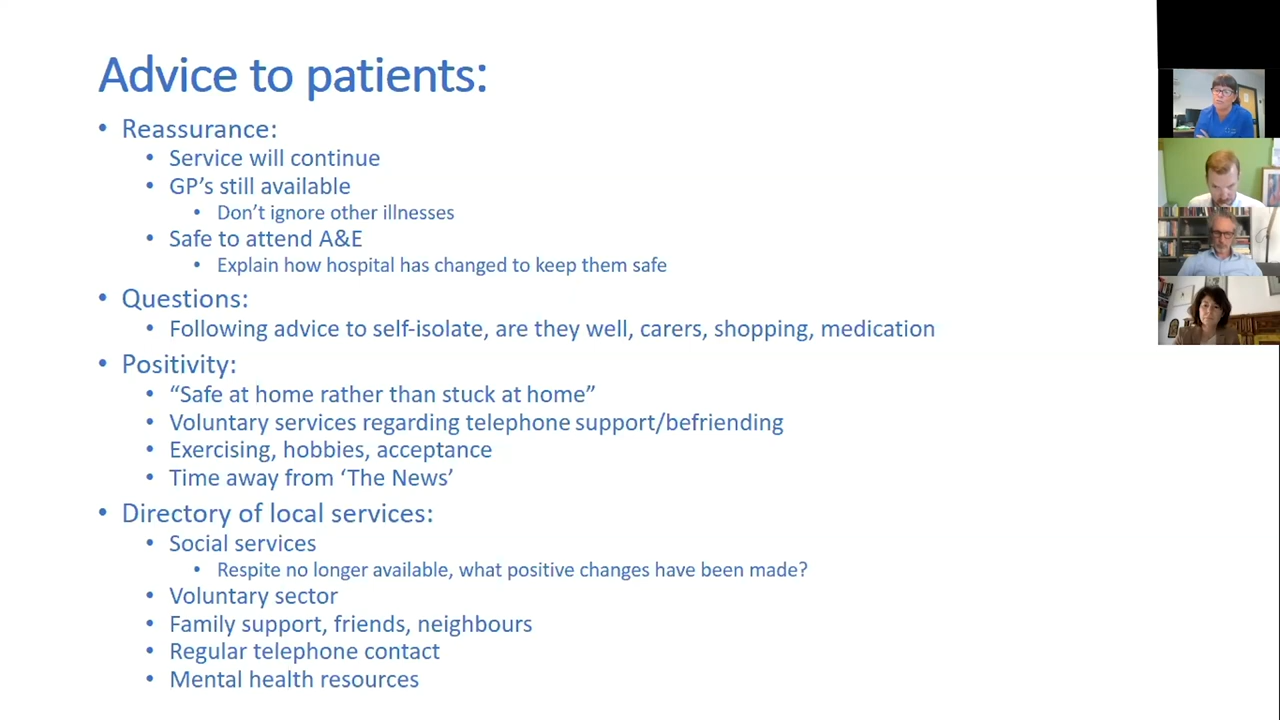 Advice to patients:
• Reassurance:
• Service will continue
• GP’s still available
• Don’t ignore other illnesses
• Safe to attend A&E
• Explain how hospital has changed to keep them safe
• Questions:
• Following advice to self-isolate, are they well, carers, shopping, medication
• Positivity:
• “Safe at home rather than stuck at home”
• Voluntary services regarding telephone support/befriending
• Exercising, hobbies, acceptance
• Time away from ‘The News’
• Directory of local services:
• Social services
• Respite no longer available, what positive changes have been made?
• Voluntary sector
• Family support, friends, neighbours
• Regular telephone contact
• Mental health resources